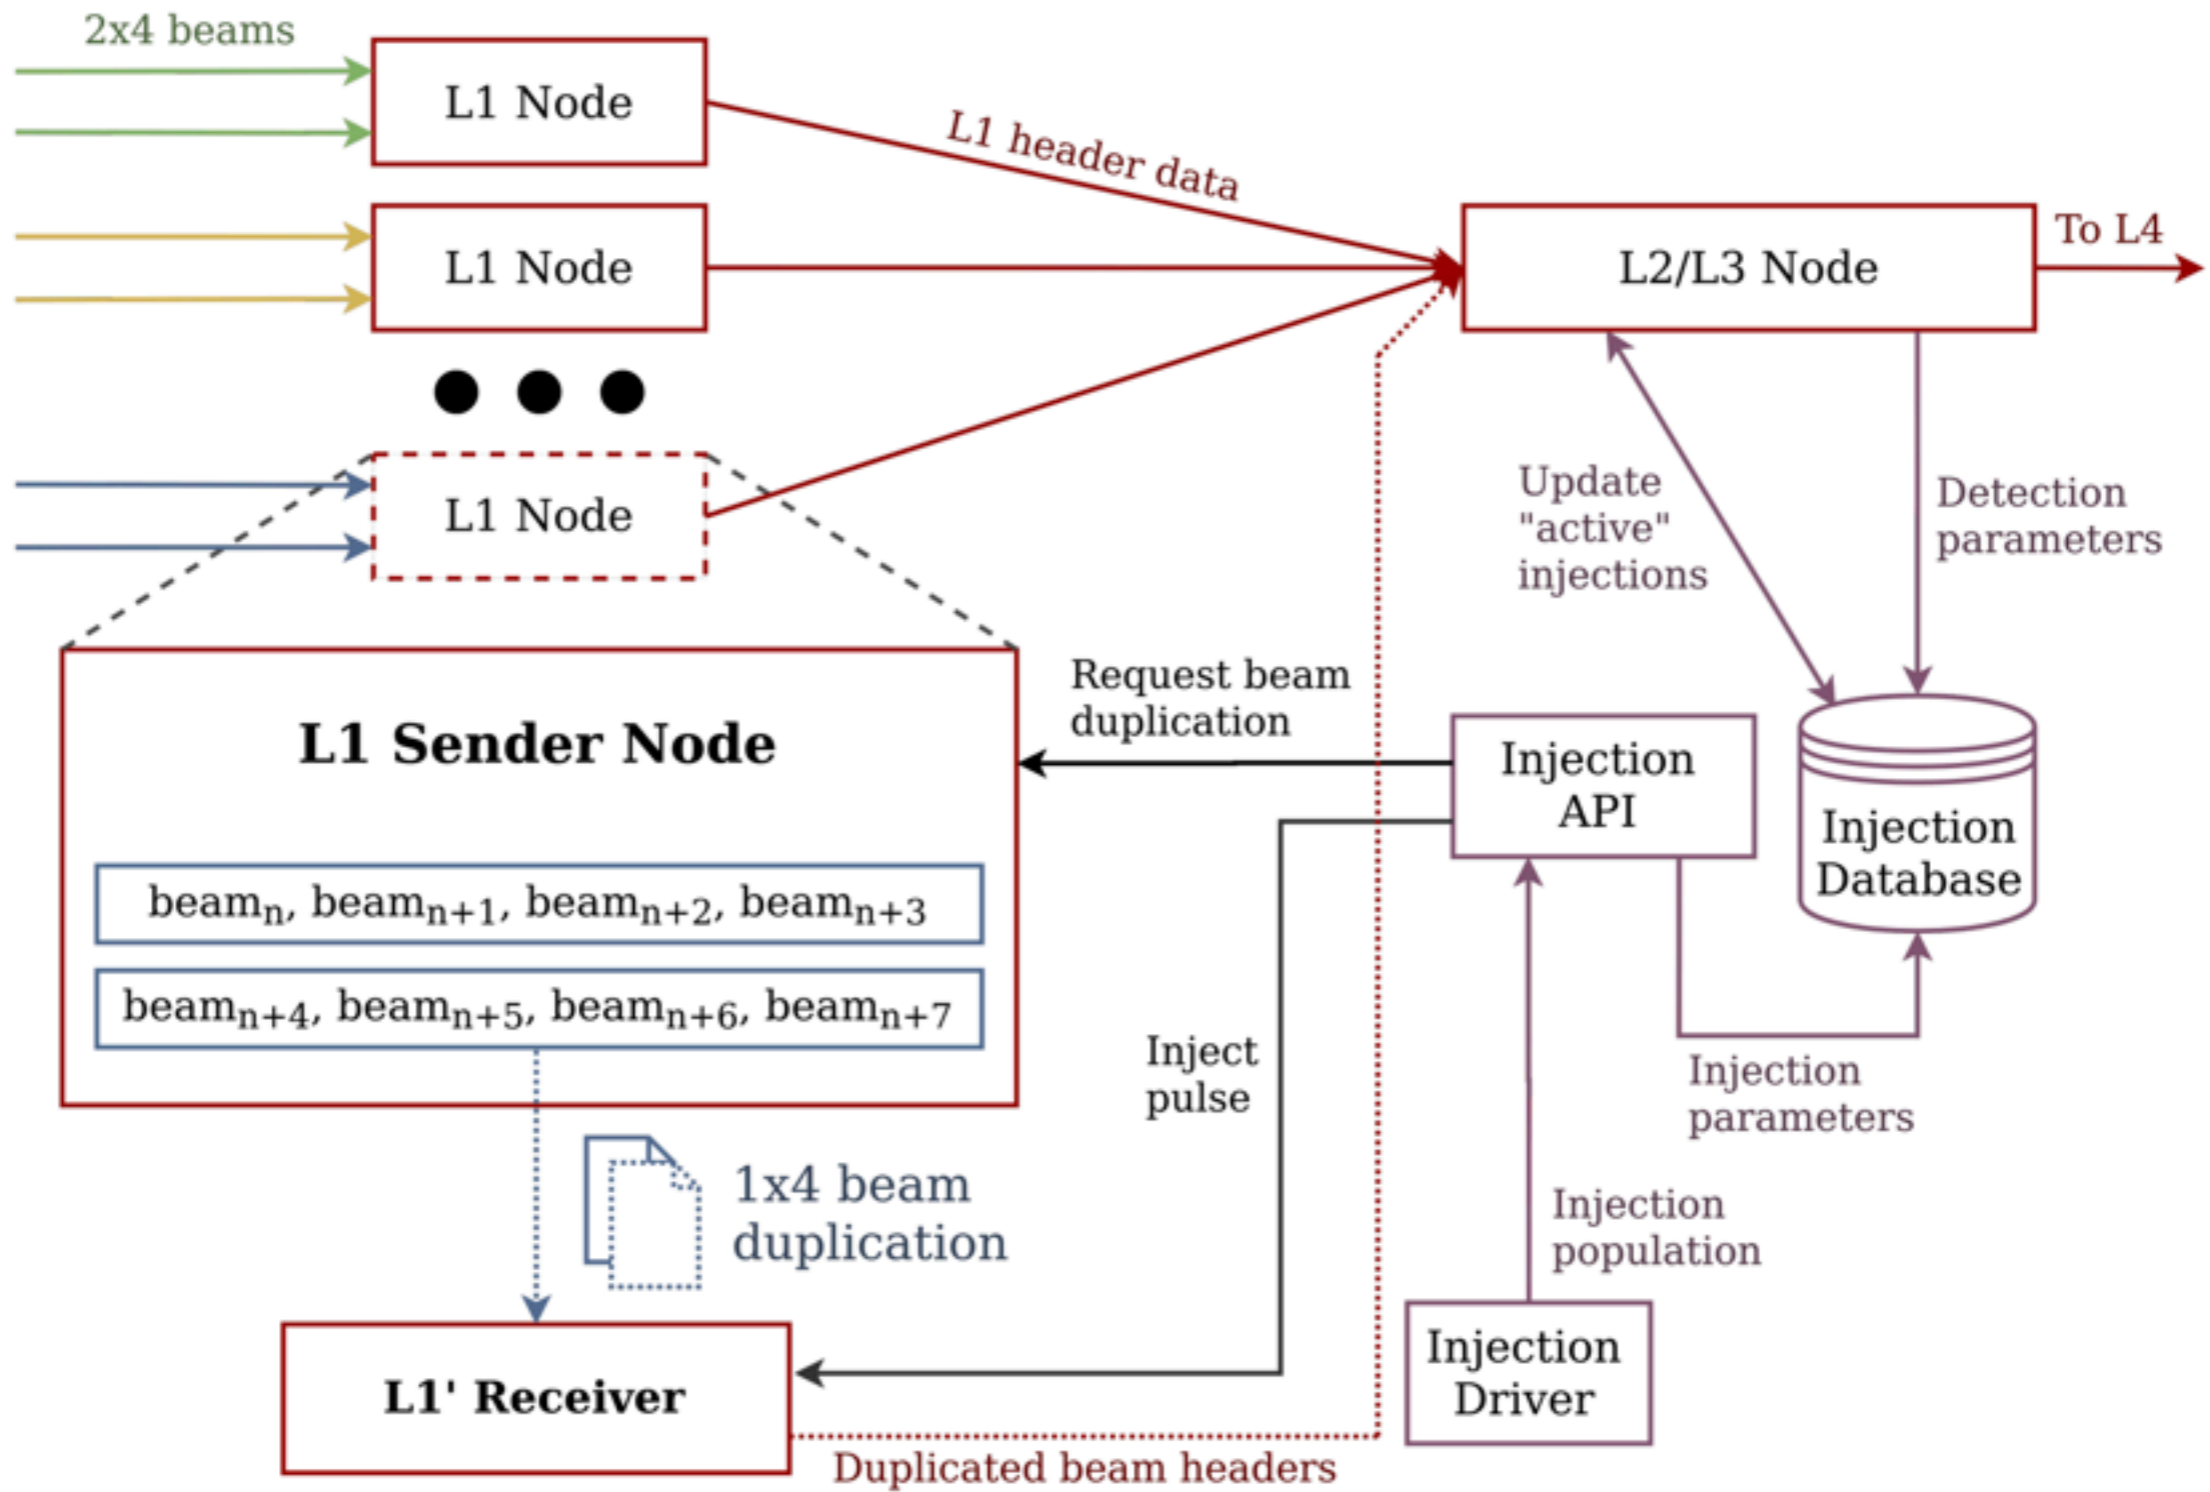 2x4 beams
L1 Node
L1 header data
L1 Node
L2/L3 Node
To L4
L1 Node
Update
"active"
injections
Detection
parameters
Request beam
duplication
L1 Sender Node
Injection
API
Injection
Database
beamn, beamn+1, beamn+2, beamn+3
beamn+4, beamn+5, beamn+6, beamn+7
Inject
pulse
Injection
parameters
1x4 beam
duplication
Injection
population
L1' Receiver
Injection
Driver
Duplicated beam headers